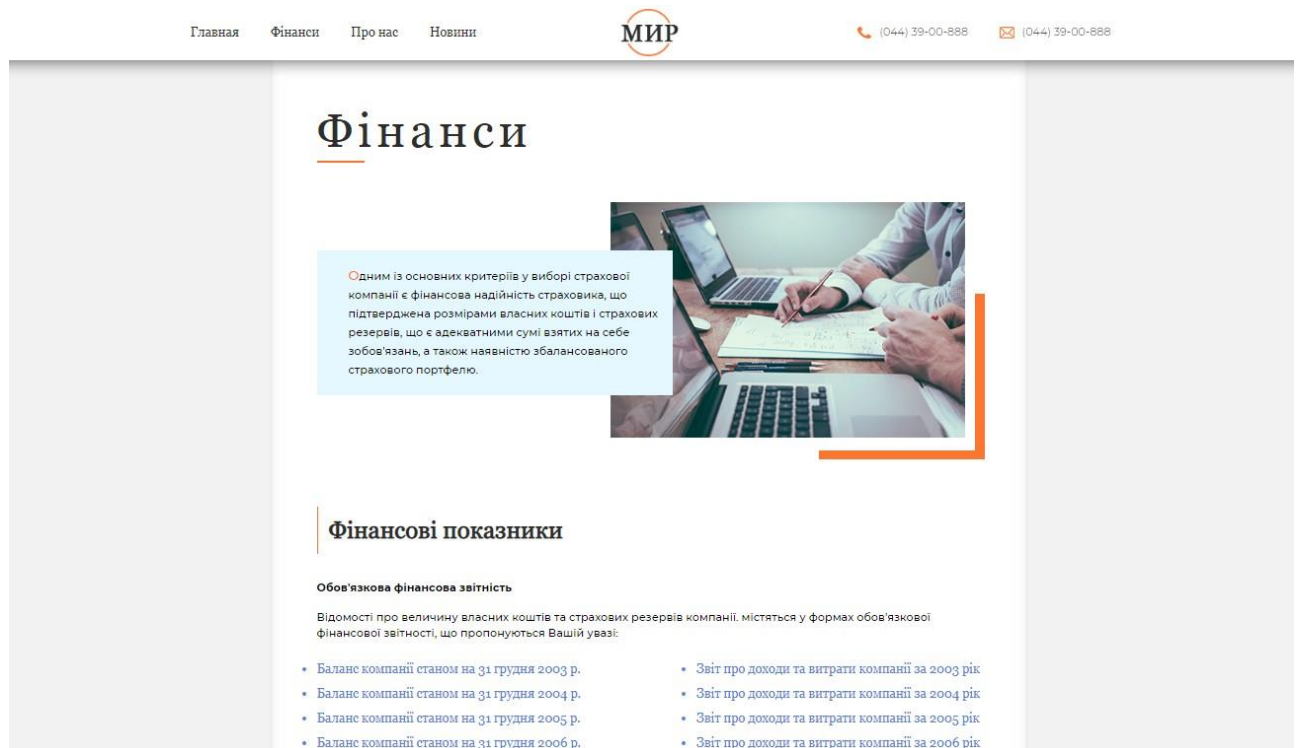 Главная Фінанси Про нас Новини МИР (044) 39-00-888 (044) 39-00-888
Фінанси
Одним із основних критеріїв у виборі страхової
компанії є фінансова надійність страховика, що
підтверджена розмірами власних коштів і страхових
резервів, що є адекватними сумі взятих на себе
зобов'язань, а також наявністю збалансованого
страхового портфелю.
Фінансові показники
Обов'язкова фінансова звітність
Відомості про величину власних коштів та страхових резервів компанії. містяться у формах обов'язкової
фінансової звітності, що пропонуються Вашій увазі:
• Баланс компанії станом на 31 грудня 2003 р.
• Баланс компанії станом на 31 грудня 2004 р.
• Баланс компанії станом на 31 грудня 2005 р.
• Баланс компанії станом на 31 грудня 2006 р.
• Звіт про доходи та витрати компанії за 2003 рік
• Звіт про доходи та витрати компанії за 2004 рік
• Звіт про доходи та витрати компанії за 2005 рік
• Звіт про доходи та витрати компанії за 2006 рік